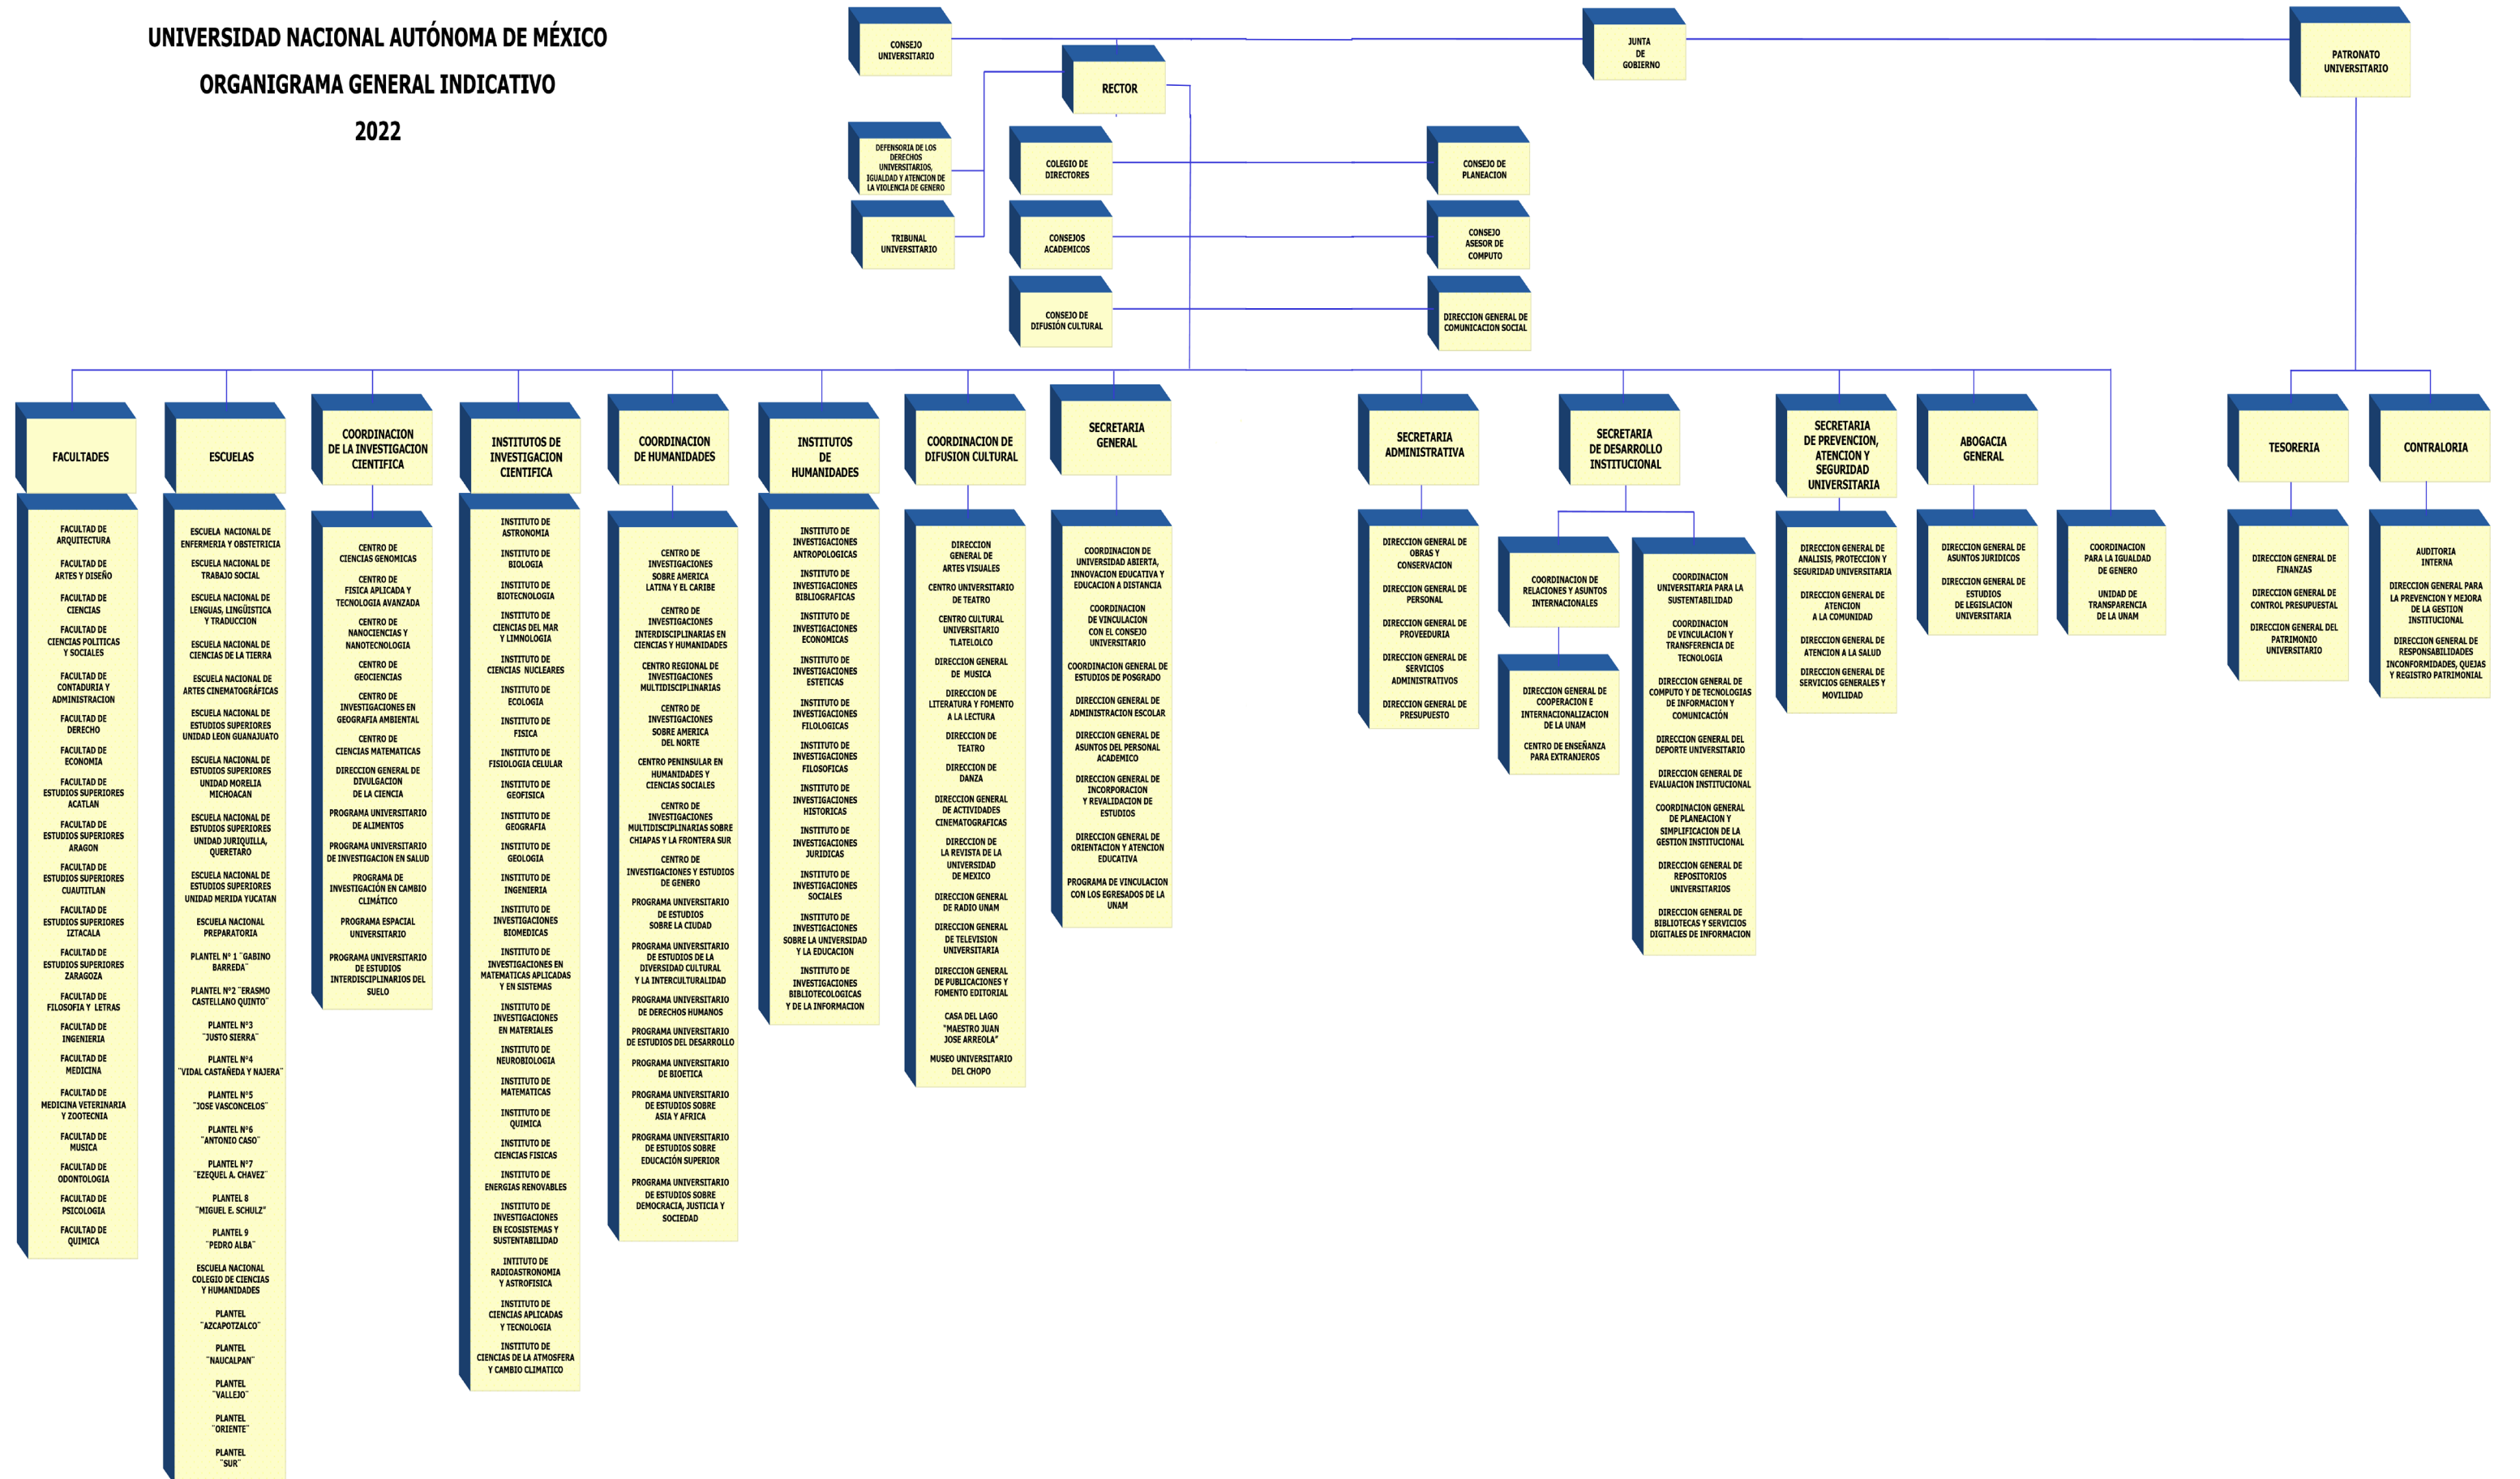 UNIVERSIDAD NACIONAL AUTÓNOMA DE MÉXICO
ORGANIGRAMA GENERAL INDICATIVO
2022
CONSEJO
UNIVERSITARIO
JUNTA
DE
GOBIERNO
PATRONATO
UNIVERSITARIO
RECTOR
DEFENSORIA DE LOS
DERECHOS
UNIVERSITARIOS,
IGUALDAD Y ATENCION DE
LA VIOLENCIA DE GENERO
COLEGIO DE
DIRECTORES
CONSEJO DE
PLANEACION
TRIBUNAL
UNIVERSITARIO
CONSEJOS
ACADEMICOS
CONSEJO
ASESOR DE
COMPUTO
CONSEJO DE
DIFUSIÓN CULTURAL
DIRECCION GENERAL DE
COMUNICACION SOCIAL
FACULTADES
FACULTAD DE
ARQUITECTURA
FACULTAD DE
ARTES Y DISEÑO
FACULTAD DE
CIENCIAS
FACULTAD DE
CIENCIAS POLITICAS
Y SOCIALES
FACULTAD DE
CONTADURIA Y
ADMINISTRACION
FACULTAD DE
DERECHO
FACULTAD DE
ECONOMIA
FACULTAD DE
ESTUDIOS SUPERIORES
ACATLAN
FACULTAD DE
ESTUDIOS SUPERIORES
ARAGON
FACULTAD DE
ESTUDIOS SUPERIORES
CUAUTITLAN
FACULTAD DE
ESTUDIOS SUPERIORES
IZTACALA
FACULTAD DE
ESTUDIOS SUPERIORES
ZARAGOZA
FACULTAD DE
FILOSOFIA Y LETRAS
FACULTAD DE
INGENIERIA
FACULTAD DE
MEDICINA
FACULTAD DE
MEDICINA VETERINARIA
Y ZOOTECNIA
FACULTAD DE
MUSICA
FACULTAD DE
ODONTOLOGIA
FACULTAD DE
PSICOLOGIA
FACULTAD DE
QUIMICA
ESCUELAS
ESCUELA NACIONAL DE
ENFERMERIA Y OBSTETRICIA
ESCUELA NACIONAL DE
TRABAJO SOCIAL
ESCUELA NACIONAL DE
LENGUAS, LINGÜISTICA
Y TRADUCCION
ESCUELA NACIONAL DE
CIENCIAS DE LA TIERRA
ESCUELA NACIONAL DE
ARTES CINEMATOGRÁFICAS
ESCUELA NACIONAL DE
ESTUDIOS SUPERIORES
UNIDAD LEON GUANAJUATO
ESCUELA NACIONAL DE
ESTUDIOS SUPERIORES
UNIDAD MORELIA
MICHOACAN
ESCUELA NACIONAL DE
ESTUDIOS SUPERIORES
UNIDAD JURIQUILLA,
QUERETARO
ESCUELA NACIONAL DE
ESTUDIOS SUPERIORES
UNIDAD MERIDA YUCATAN
ESCUELA NACIONAL
PREPARATORIA
PLANTEL N° 1 ¨GABINO
BARREDA¨
PLANTEL N°2 ¨ERASMO
CASTELLANO QUINTO¨
PLANTEL N°3
¨JUSTO SIERRA¨
PLANTEL N°4
¨VIDAL CASTAÑEDA Y NAJERA¨
PLANTEL N°5
¨JOSE VASCONCELOS¨
PLANTEL N°6
¨ANTONIO CASO¨
PLANTEL N°7
¨EZEQUEL A. CHAVEZ¨
PLANTEL 8
¨MIGUEL E. SCHULZ"
PLANTEL 9
¨PEDRO ALBA¨
ESCUELA NACIONAL
COLEGIO DE CIENCIAS
Y HUMANIDADES
PLANTEL
¨AZCAPOTZALCO¨
PLANTEL
¨NAUCALPAN¨
PLANTEL
¨VALLEJO¨
PLANTEL
¨ORIENTE¨
PLANTEL
¨SUR¨
COORDINACION
DE LA INVESTIGACION
CIENTIFICA
CENTRO DE
CIENCIAS GENOMICAS
CENTRO DE
FISICA APLICADA Y
TECNOLOGIA AVANZADA
CENTRO DE
NANOCIENCIAS Y
NANOTECNOLOGIA
CENTRO DE
GEOCIENCIAS
CENTRO DE
INVESTIGACIONES EN
GEOGRAFIA AMBIENTAL
CENTRO DE
CIENCIAS MATEMATICAS
DIRECCION GENERAL DE
DIVULGACION
DE LA CIENCIA
PROGRAMA UNIVERSITARIO
DE ALIMENTOS
PROGRAMA UNIVERSITARIO
DE INVESTIGACION EN SALUD
PROGRAMA DE
INVESTIGACIÓN EN CAMBIO
CLIMÁTICO
PROGRAMA ESPACIAL
UNIVERSITARIO
PROGRAMA UNIVERSITARIO
DE ESTUDIOS
INTERDISCIPLINARIOS DEL
SUELO
INSTITUTOS DE
INVESTIGACION
CIENTIFICA
INSTITUTO DE
ASTRONOMIA
INSTITUTO DE
BIOLOGIA
INSTITUTO DE
BIOTECNOLOGIA
INSTITUTO DE
CIENCIAS DEL MAR
Y LIMNOLOGIA
INSTITUTO DE
CIENCIAS NUCLEARES
INSTITUTO DE
ECOLOGIA
INSTITUTO DE
FISICA
INSTITUTO DE
FISIOLOGIA CELULAR
INSTITUTO DE
GEOFISICA
INSTITUTO DE
GEOGRAFIA
INSTITUTO DE
GEOLOGIA
INSTITUTO DE
INGENIERIA
INSTITUTO DE
INVESTIGACIONES
BIOMEDICAS
INSTITUTO DE
INVESTIGACIONES EN
MATEMATICAS APLICADAS
Y EN SISTEMAS
INSTITUTO DE
INVESTIGACIONES
EN MATERIALES
INSTITUTO DE
NEUROBIOLOGIA
INSTITUTO DE
MATEMATICAS
INSTITUTO DE
QUIMICA
INSTITUTO DE
CIENCIAS FISICAS
INSTITUTO DE
ENERGIAS RENOVABLES
INSTITUTO DE
INVESTIGACIONES
EN ECOSISTEMAS Y
SUSTENTABILIDAD
INTITUTO DE
RADIOASTRONOMIA
Y ASTROFISICA
INSTITUTO DE
CIENCIAS APLICADAS
Y TECNOLOGIA
INSTITUTO DE
CIENCIAS DE LA ATMOSFERA
Y CAMBIO CLIMATICO
COORDINACION
DE HUMANIDADES
CENTRO DE
INVESTIGACIONES
SOBRE AMERICA
LATINA Y EL CARIBE
CENTRO DE
INVESTIGACIONES
INTERDISCIPLINARIAS EN
CIENCIAS Y HUMANIDADES
CENTRO REGIONAL DE
INVESTIGACIONES
MULTIDISCIPLINARIAS
CENTRO DE
INVESTIGACIONES
SOBRE AMERICA
DEL NORTE
CENTRO PENINSULAR EN
HUMANIDADES Y
CIENCIAS SOCIALES
CENTRO DE
INVESTIGACIONES
MULTIDISCIPLINARIAS SOBRE
CHIAPAS Y LA FRONTERA SUR
CENTRO DE
INVESTIGACIONES Y ESTUDIOS
DE GENERO
PROGRAMA UNIVERSITARIO
DE ESTUDIOS
SOBRE LA CIUDAD
PROGRAMA UNIVERSITARIO
DE ESTUDIOS DE LA
DIVERSIDAD CULTURAL
Y LA INTERCULTURALIDAD
PROGRAMA UNIVERSITARIO
DE DERECHOS HUMANOS
PROGRAMA UNIVERSITARIO
DE ESTUDIOS DEL DESARROLLO
PROGRAMA UNIVERSITARIO
DE BIOETICA
PROGRAMA UNIVERSITARIO
DE ESTUDIOS SOBRE
ASIA Y AFRICA
PROGRAMA UNIVERSITARIO
DE ESTUDIOS SOBRE
EDUCACIÓN SUPERIOR
PROGRAMA UNIVERSITARIO
DE ESTUDIOS SOBRE
DEMOCRACIA, JUSTICIA Y
SOCIEDAD
INSTITUTOS
DE
HUMANIDADES
INSTITUTO DE
INVESTIGACIONES
ANTROPOLOGICAS
INSTITUTO DE
INVESTIGACIONES
BIBLIOGRAFICAS
INSTITUTO DE
INVESTIGACIONES
ECONOMICAS
INSTITUTO DE
INVESTIGACIONES
ESTETICAS
INSTITUTO DE
INVESTIGACIONES
FILOLOGICAS
INSTITUTO DE
INVESTIGACIONES
FILOSOFICAS
INSTITUTO DE
INVESTIGACIONES
HISTORICAS
INSTITUTO DE
INVESTIGACIONES
JURIDICAS
INSTITUTO DE
INVESTIGACIONES
SOCIALES
INSTITUTO DE
INVESTIGACIONES
SOBRE LA UNIVERSIDAD
Y LA EDUCACION
INSTITUTO DE
INVESTIGACIONES
BIBLIOTECOLOGICAS
Y DE LA INFORMACION
COORDINACION DE
DIFUSION CULTURAL
DIRECCION
GENERAL DE
ARTES VISUALES
CENTRO UNIVERSITARIO
DE TEATRO
CENTRO CULTURAL
UNIVERSITARIO
TLATELOLCO
DIRECCION GENERAL
DE MUSICA
DIRECCION DE
LITERATURA Y FOMENTO
A LA LECTURA
DIRECCION DE
TEATRO
DIRECCION DE
DANZA
DIRECCION GENERAL
DE ACTIVIDADES
CINEMATOGRAFICAS
DIRECCION DE
LA REVISTA DE LA
UNIVERSIDAD
DE MEXICO
DIRECCION GENERAL
DE RADIO UNAM
DIRECCION GENERAL
DE TELEVISION
UNIVERSITARIA
DIRECCION GENERAL
DE PUBLICACIONES Y
FOMENTO EDITORIAL
CASA DEL LAGO
"MAESTRO JUAN
JOSE ARREOLA"
MUSEO UNIVERSITARIO
DEL CHOPO
SECRETARIA
GENERAL
COORDINACION DE
UNIVERSIDAD ABIERTA,
INNOVACION EDUCATIVA Y
EDUCACION A DISTANCIA
COORDINACION
DE VINCULACION
CON EL CONSEJO
UNIVERSITARIO
COORDINACION GENERAL DE
ESTUDIOS DE POSGRADO
DIRECCION GENERAL DE
ADMINISTRACION ESCOLAR
DIRECCION GENERAL DE
ASUNTOS DEL PERSONAL
ACADEMICO
DIRECCION GENERAL DE
INCORPORACION
Y REVALIDACION DE
ESTUDIOS
DIRECCION GENERAL DE
ORIENTACION Y ATENCION
EDUCATIVA
PROGRAMA DE VINCULACION
CON LOS EGRESADOS DE LA
UNAM
SECRETARIA
ADMINISTRATIVA
DIRECCION GENERAL DE
OBRAS Y
CONSERVACION
DIRECCION GENERAL DE
PERSONAL
DIRECCION GENERAL DE
PROVEEDURIA
DIRECCION GENERAL DE
SERVICIOS
ADMINISTRATIVOS
DIRECCION GENERAL DE
PRESUPUESTO
SECRETARIA
DE DESARROLLO
INSTITUCIONAL
COORDINACION DE
RELACIONES Y ASUNTOS
INTERNACIONALES
DIRECCION GENERAL DE
COOPERACION E
INTERNACIONALIZACION
DE LA UNAM
CENTRO DE ENSEÑANZA
PARA EXTRANJEROS
COORDINACION
UNIVERSITARIA PARA LA
SUSTENTABILIDAD
COORDINACION
DE VINCULACION Y
TRANSFERENCIA DE
TECNOLOGIA
DIRECCION GENERAL DE
COMPUTO Y DE TECNOLOGIAS
DE INFORMACION Y
COMUNICACIÓN
DIRECCION GENERAL DEL
DEPORTE UNIVERSITARIO
DIRECCION GENERAL DE
EVALUACION INSTITUCIONAL
COORDINACION GENERAL
DE PLANEACION Y
SIMPLIFICACION DE LA
GESTION INSTITUCIONAL
DIRECCION GENERAL DE
REPOSITORIOS
UNIVERSITARIOS
DIRECCION GENERAL DE
BIBLIOTECAS Y SERVICIOS
DIGITALES DE INFORMACION
SECRETARIA
DE PREVENCION,
ATENCION Y
SEGURIDAD
UNIVERSITARIA
DIRECCION GENERAL DE
ANALISIS, PROTECCION Y
SEGURIDAD UNIVERSITARIA
DIRECCION GENERAL DE
ATENCION
A LA COMUNIDAD
DIRECCION GENERAL DE
ATENCION A LA SALUD
DIRECCION GENERAL DE
SERVICIOS GENERALES Y
MOVILIDAD
ABOGACIA
GENERAL
DIRECCION GENERAL DE
ASUNTOS JURIDICOS
DIRECCION GENERAL DE
ESTUDIOS
DE LEGISLACION
UNIVERSITARIA
COORDINACION
PARA LA IGUALDAD
DE GENERO
UNIDAD DE
TRANSPARENCIA
DE LA UNAM
TESORERIA
DIRECCION GENERAL DE
FINANZAS
DIRECCION GENERAL DE
CONTROL PRESUPUESTAL
DIRECCION GENERAL DEL
PATRIMONIO
UNIVERSITARIO
CONTRALORIA
AUDITORIA
INTERNA
DIRECCION GENERAL PARA
LA PREVENCION Y MEJORA
DE LA GESTION
INSTITUCIONAL
DIRECCION GENERAL DE
RESPONSABILIDADES
INCONFORMIDADES, QUEJAS
Y REGISTRO PATRIMONIAL